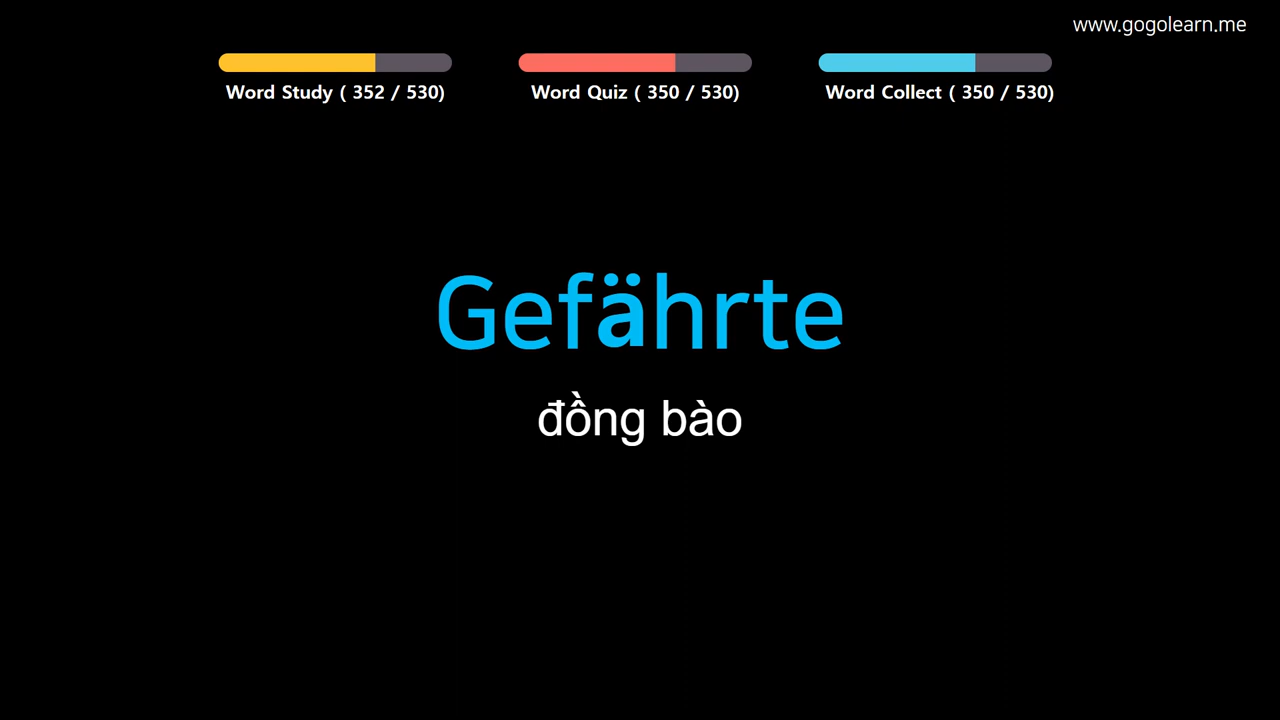 www.gogolearn.me
Word Study ( 352 / 530)
Word Quiz ( 350 / 530)
Word Collect ( 350 / 530)
Gefährte
đồng bào